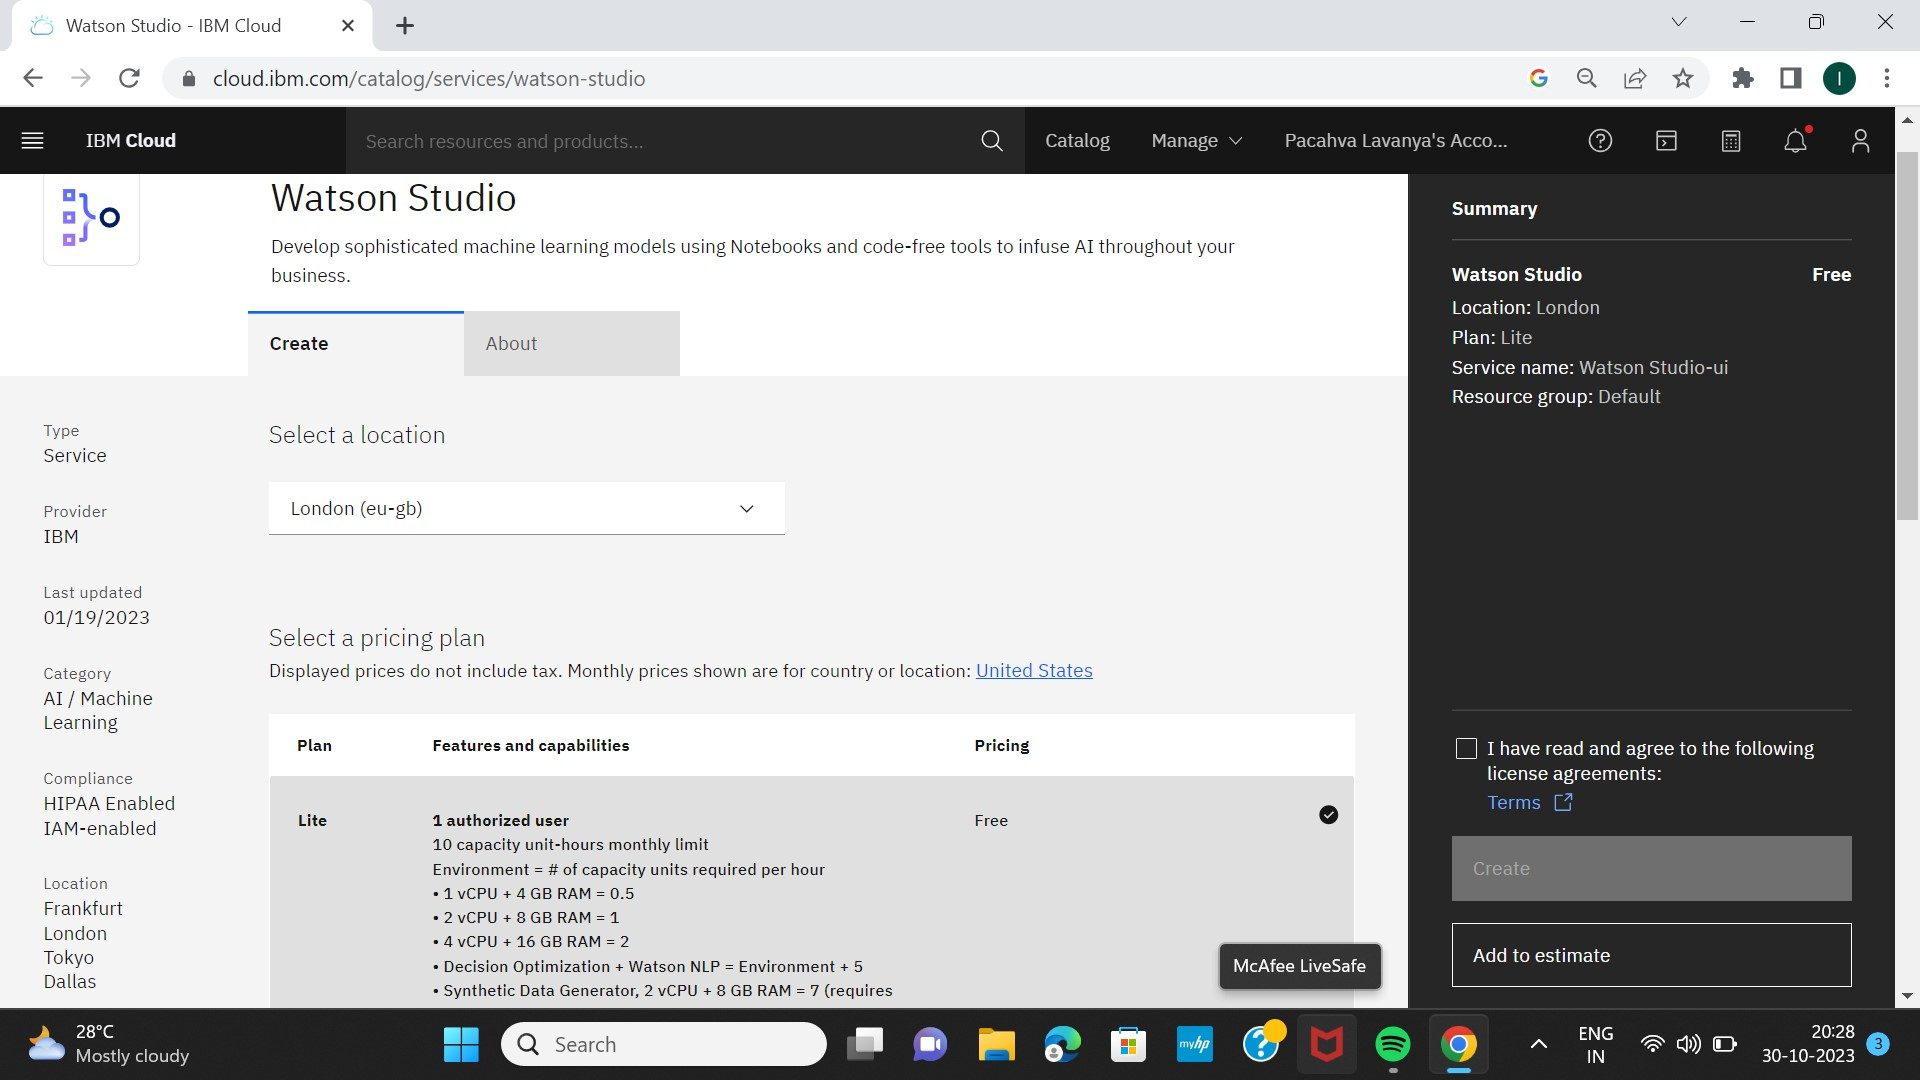 Watson Studio - IBM Cloud
cloud.ibm.com/catalog/services/watson-studio
I
IBM Cloud
Search resources and products...
Catalog
Manage
Pacahva Lavanya's Acco...
Watson Studio
Develop sophisticated machine learning models using Notebooks and code-free tools to infuse AI throughout your
business.
Create
About
Type
Service
Provider
IBM
Last updated
01/19/2023
Category
AI / Machine
Learning
Compliance
HIPAA Enabled
IAM-enabled
Location
Frankfurt
London
Tokyo
Dallas
Select a location
London (eu-gb)
Select a pricing plan
Displayed prices do not include tax. Monthly prices shown are for country or location: United States
Plan Features and capabilities Pricing
Lite 1 authorized user Free
10 capacity unit-hours monthly limit
Environment = # of capacity units required per hour
• 1 vCPU + 4 GB RAM = 0.5
• 2 vCPU + 8 GB RAM = 1
• 4 vCPU + 16 GB RAM = 2
• Decision Optimization + Watson NLP = Environment + 5
• Synthetic Data Generator, 2 vCPU + 8 GB RAM = 7 (requires
McAfee LiveSafe
Summary
Watson Studio Free
Location: London
Plan: Lite
Service name: Watson Studio-ui
Resource group: Default
I have read and agree to the following
license agreements:
Terms
Create
Add to estimate
28°C
Mostly cloudy
Search
myhp
ENG
IN
20:28
30-10-2023
3